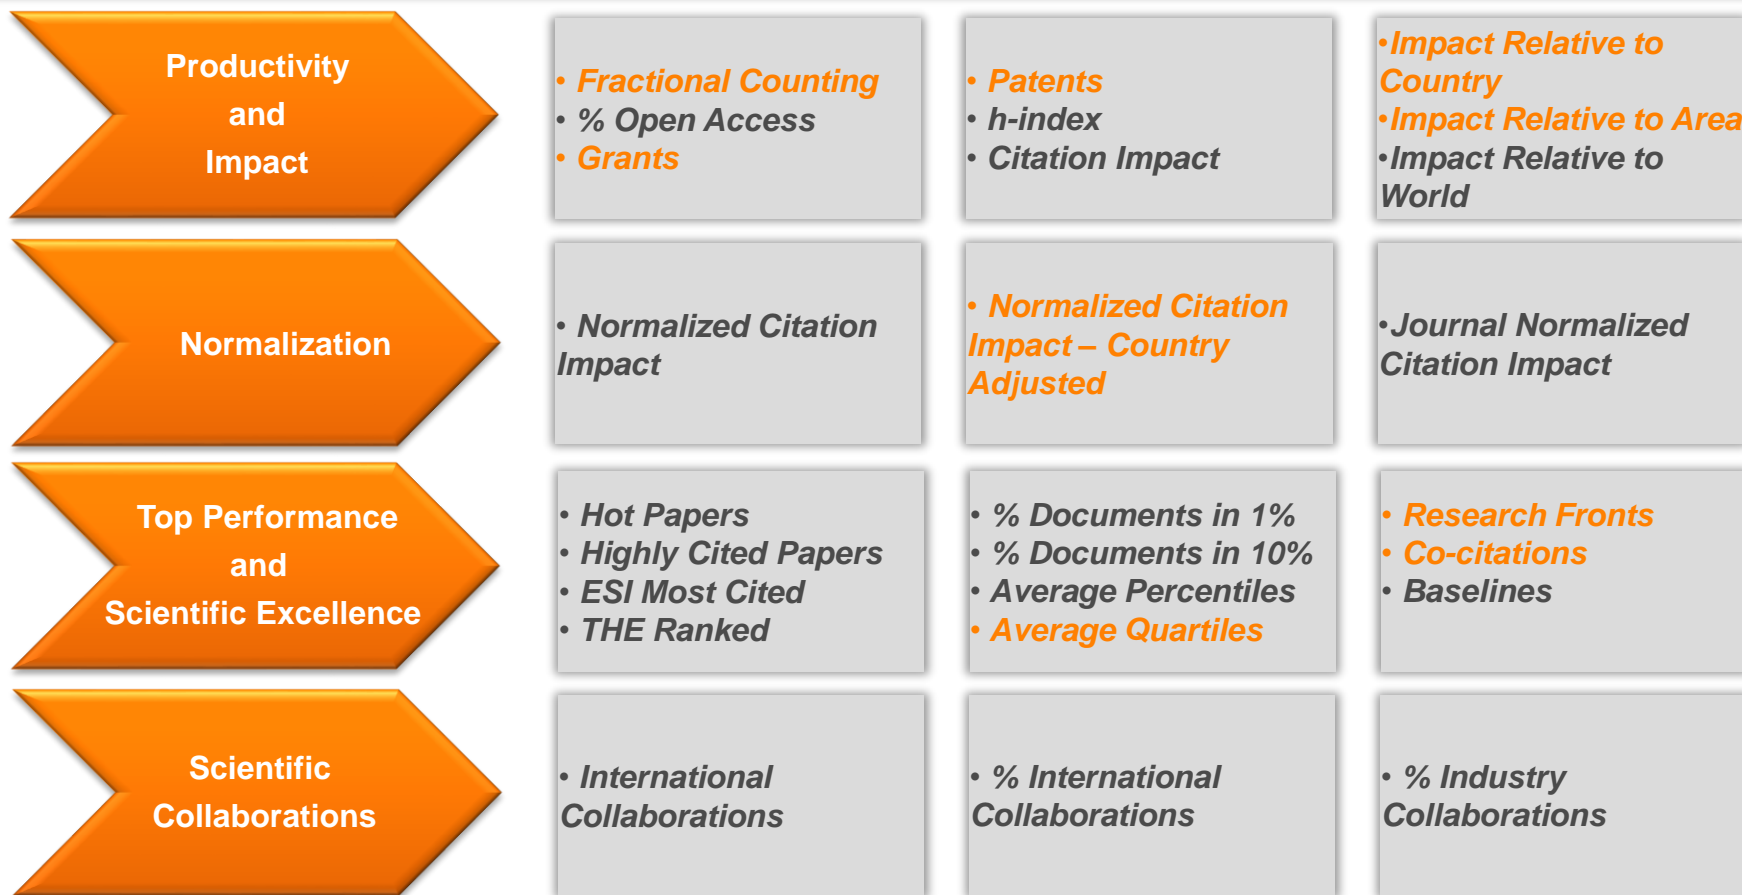 Productivity
and
Impact
• Fractional Counting
• % Open Access
• Grants
• Patents
• h-index
• Citation Impact
•Impact Relative to
Country
•Impact Relative to Area
•Impact Relative to
World
Normalization
• Normalized Citation
Impact
• Normalized Citation
Impact – Country
Adjusted
•Journal Normalized
Citation Impact
Top Performance
and
Scientific Excellence
• Hot Papers
• Highly Cited Papers
• ESI Most Cited
• THE Ranked
• % Documents in 1%
• % Documents in 10%
• Average Percentiles
• Average Quartiles
• Research Fronts
• Co-citations
• Baselines
Scientific
Collaborations
• International
Collaborations
• % International
Collaborations
• % Industry
Collaborations